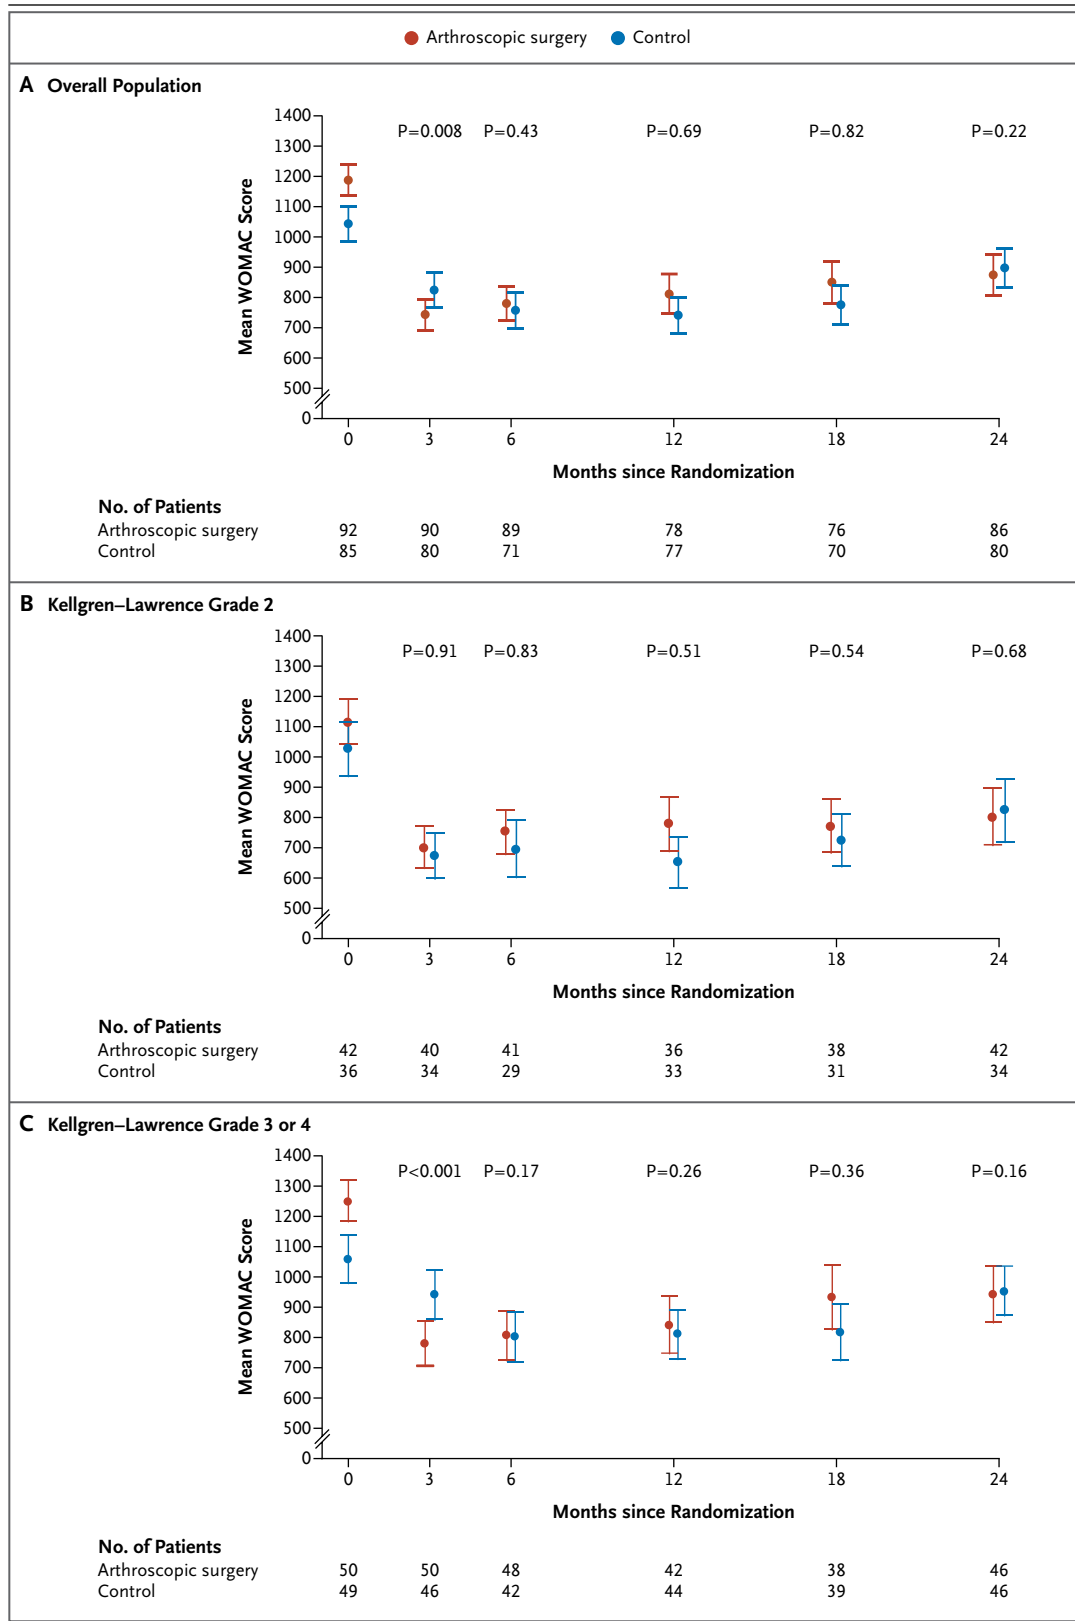 Arthroscopic surgery Control
A Overall Population
1400
1300
1200
1100
1000
900
800
700
600
500
0
Mean WOMAC Score
P=0.008 P=0.43 P=0.69 P=0.82 P=0.22
0 3 6 12 18 24
Months since Randomization
No. of Patients
Arthroscopic surgery 92 90 89 78 76 86
Control 85 80 71 77 70 80
B Kellgren–Lawrence Grade 2
1400
1300
1200
1100
1000
900
800
700
600
500
0
Mean WOMAC Score
P=0.91 P=0.83 P=0.51 P=0.54 P=0.68
0 3 6 12 18 24
Months since Randomization
No. of Patients
Arthroscopic surgery 42 40 41 36 38 42
Control 36 34 29 33 31 34
C Kellgren–Lawrence Grade 3 or 4
1400
1300
1200
1100
1000
900
800
700
600
500
0
Mean WOMAC Score
P<0.001 P=0.17 P=0.26 P=0.36 P=0.16
0 3 6 12 18 24
Months since Randomization
No. of Patients
Arthroscopic surgery 50 50 48 42 38 46
Control 49 46 42 44 39 46